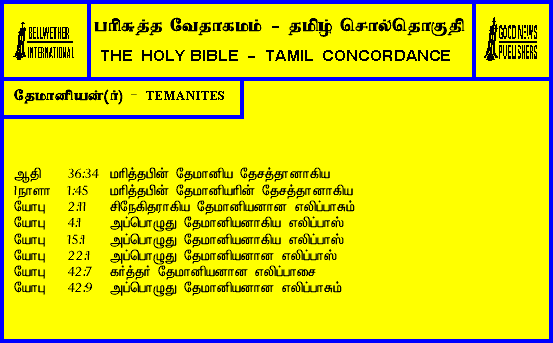 BELLWETHER
INTERNATIONAL
பரிசுத்த வேதாகமம் - தமிழ் சொல்தொகுதி
THE HOLY BIBLE - TAMIL CONCORDANCE
GOOD NEWS
PUBLISHERS
தேமானியன்(ர்) - TEMANITES
ஆதி 36:34 மரித்தபின் தேமானிய தேசத்தானாகிய
1நாளா 1:45 மரித்தபின் தேமானியரின் தேசத்தானாகிய
யோபு 2:11 சிநேகிதராகிய தேமானியனான எலிப்பாசும்
யோபு 4:1 அப்பொழுது தேமானியனாகிய எலிப்பாஸ்
யோபு 15:1 அப்பொழுது தேமானியனாகிய எலிப்பாஸ்
யோபு 22:1 அப்பொழுது தேமானியனான எலிப்பாஸ்
யோபு 42:7 கர்த்தர் தேமானியனான எலிப்பாசை
யோபு 42:9 அப்பொழுது தேமானியனான எலிப்பாசும்